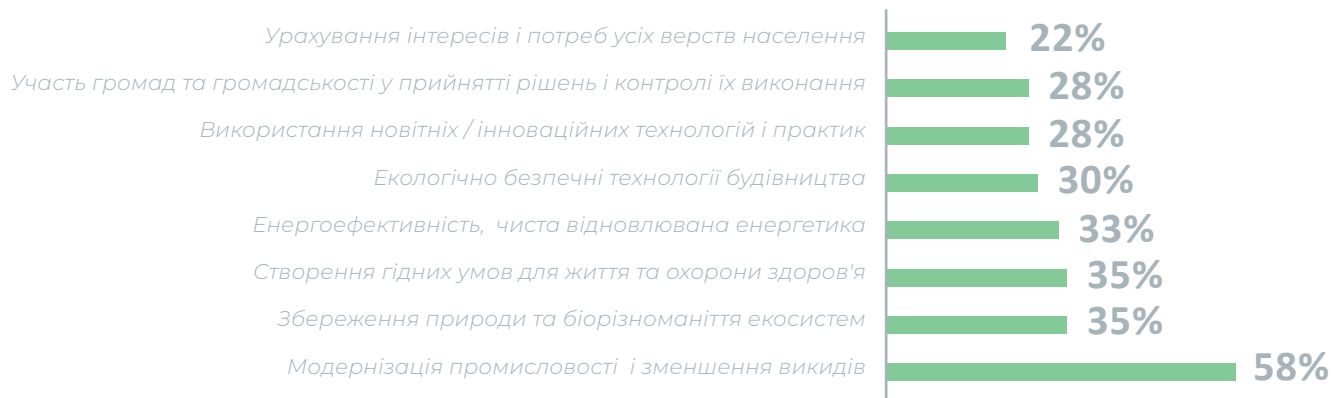 Урахування інтересів і потреб усіх верств населення 22%
Участь громад та громадськості у прийнятті рішень і контролі їх виконання 28%
Використання новітніх / інноваційних технологій і практик 28%
Екологічно безпечні технології будівництва 30%
Енергоефективність, чиста відновлювана енергетика 33%
Створення гідних умов для життя та охорони здоров'я 35%
Збереження природи та біорізноманіття екосистем 35%
Модернізація промисловості і зменшення викидів 58%